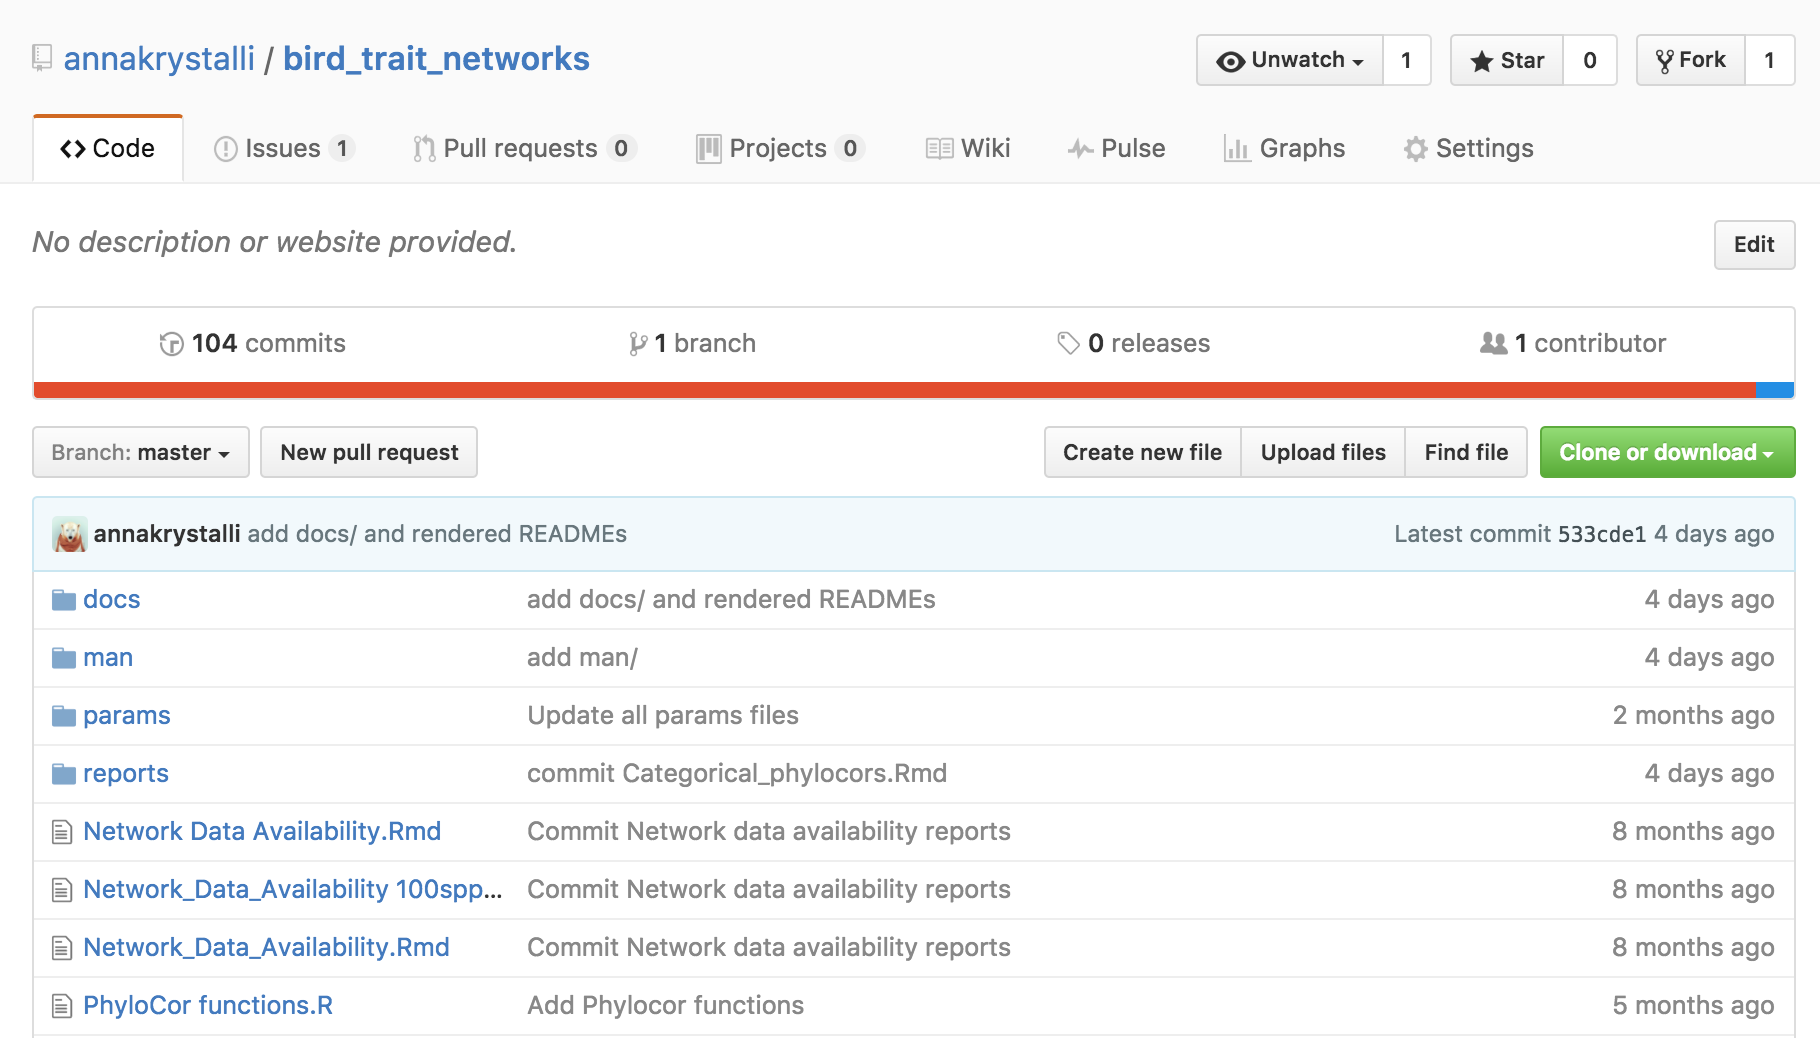 annakrystalli / bird_trait_networks
Unwatch 1 Star 0 Fork 1
Code Issues 1 Pull requests 0 Projects 0 Wiki Pulse Graphs Settings
No description or website provided.
Edit
104 commits 1 branch 0 releases 1 contributor
Branch: master New pull request Create new file Upload files Find file Clone or download
annakrystalli add docs/ and rendered READMEs Latest commit 533cde1 4 days ago
docs add docs/ and rendered READMEs 4 days ago
man add man/ 4 days ago
params Update all params files 2 months ago
reports commit Categorical_phylocors.Rmd 4 days ago
Network Data Availability.Rmd Commit Network data availability reports 8 months ago
Network_Data_Availability 100spp... Commit Network data availability reports 8 months ago
Network_Data_Availability.Rmd Commit Network data availability reports 8 months ago
PhyloCor functions.R Add Phylocor functions 5 months ago